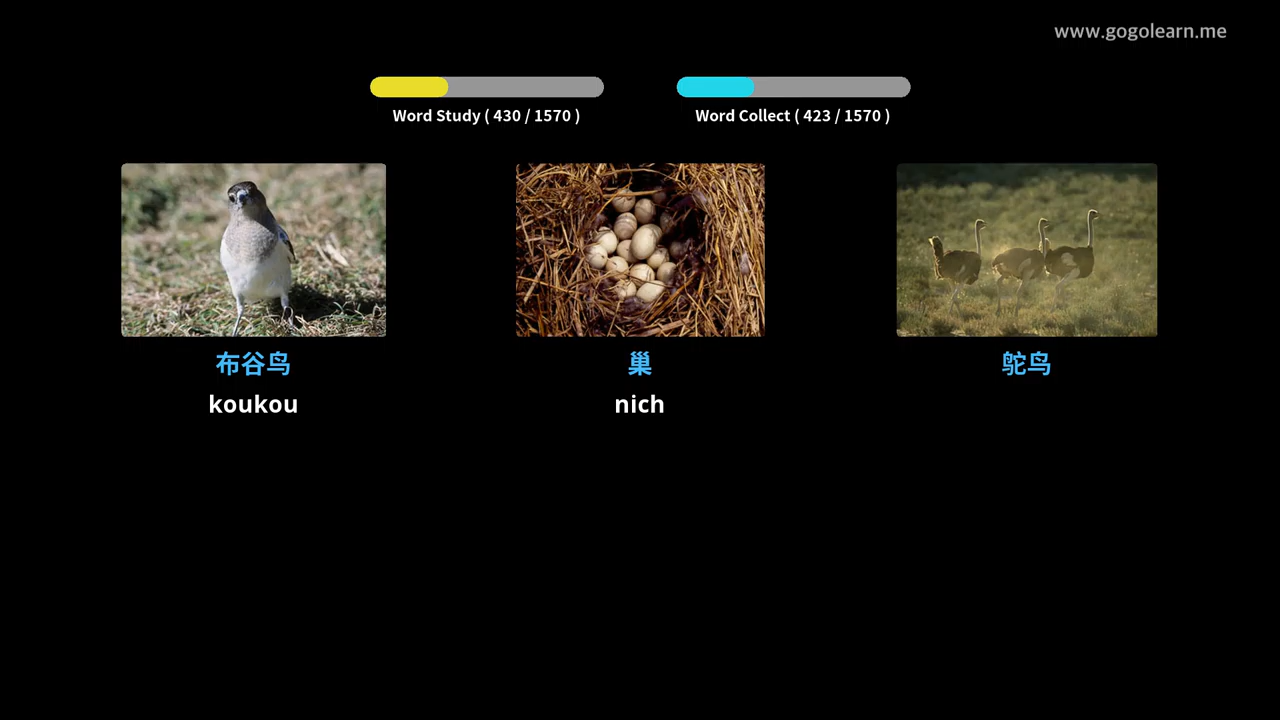 www.gogolearn.me
Word Study ( 430 / 1570 )
Word Collect ( 423 / 1570 )
布谷鸟
巢
鸵鸟
koukou
nich